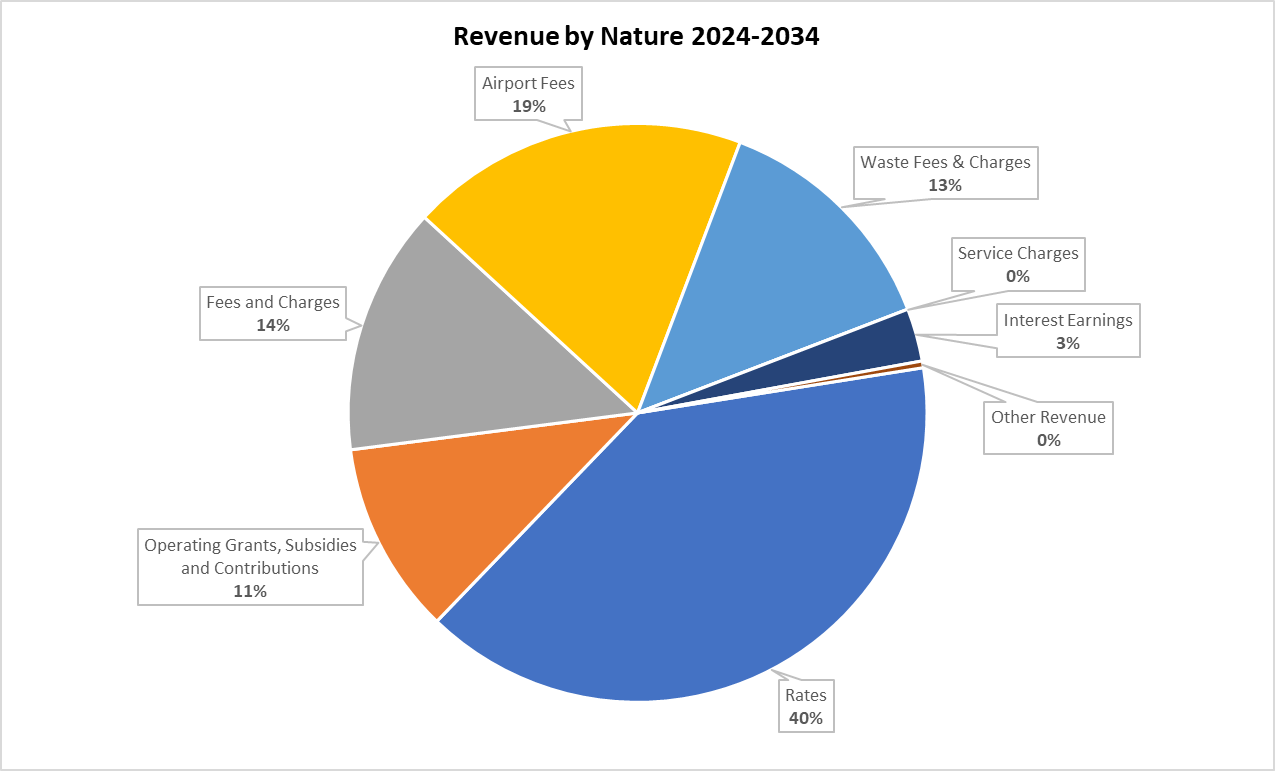 Revenue by Nature 2024-2034
Airport Fees
19%
Waste Fees & Charges
13%
Service Charges
0%
Interest Earnings
3%
Fees and Charges
14%
Other Revenue
0%
Operating Grants, Subsidies
and Contributions
11%
Rates
40%